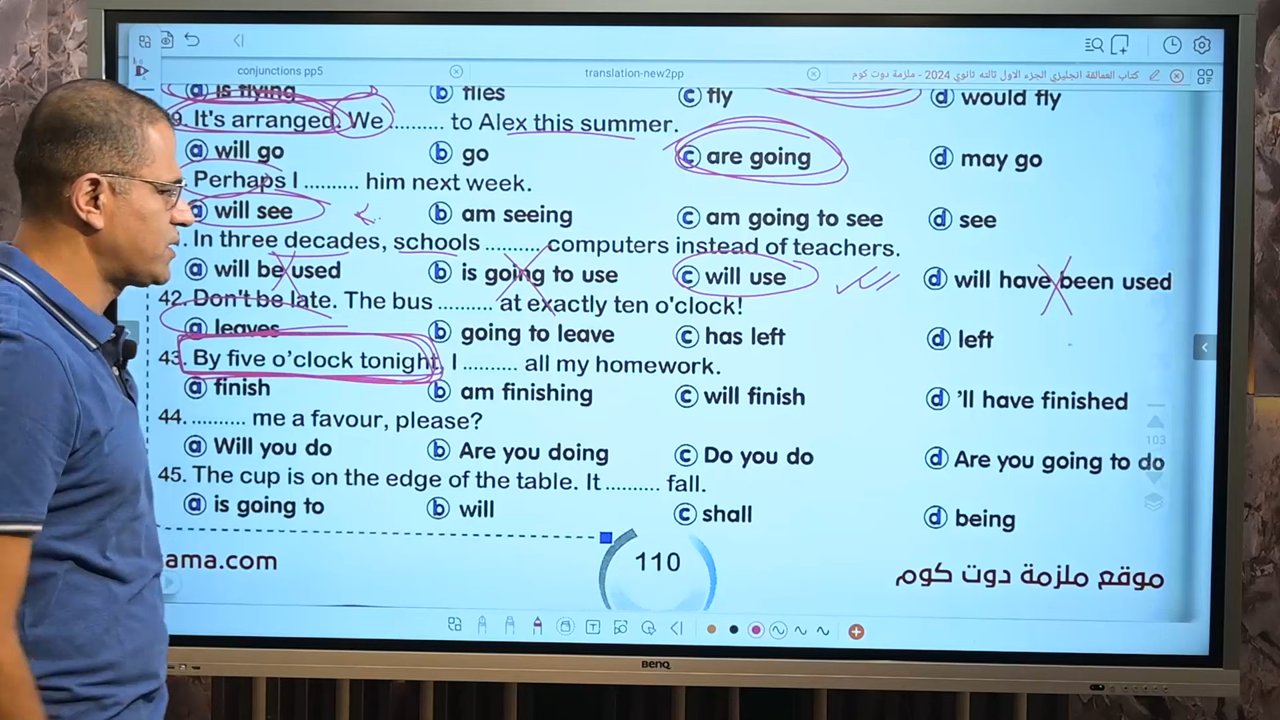 conjunctions pp5
translation-new2pp
كتاب العمالقة انجليزي الجزء الاول تالته ثانوي 2024 - ملزمة دوت كوم
a is flying b flies c fly d would fly
9. It's arranged. We .......... to Alex this summer.
a will go b go c are going d may go
. Perhaps I .......... him next week.
a will see b am seeing c am going to see d see
. In three decades, schools .......... computers instead of teachers.
a will be used b is going to use c will use d will have been used
42. Don't be late. The bus .......... at exactly ten o'clock!
a leaves b going to leave c has left d left
43. By five o'clock tonight, I .......... all my homework.
a finish b am finishing c will finish d 'll have finished
44. .......... me a favour, please?
a Will you do b Are you doing c Do you do d Are you going to do
45. The cup is on the edge of the table. It .......... fall.
a is going to b will c shall d being
103
ama.com
110
موقع ملزمة دوت كوم
BenQ